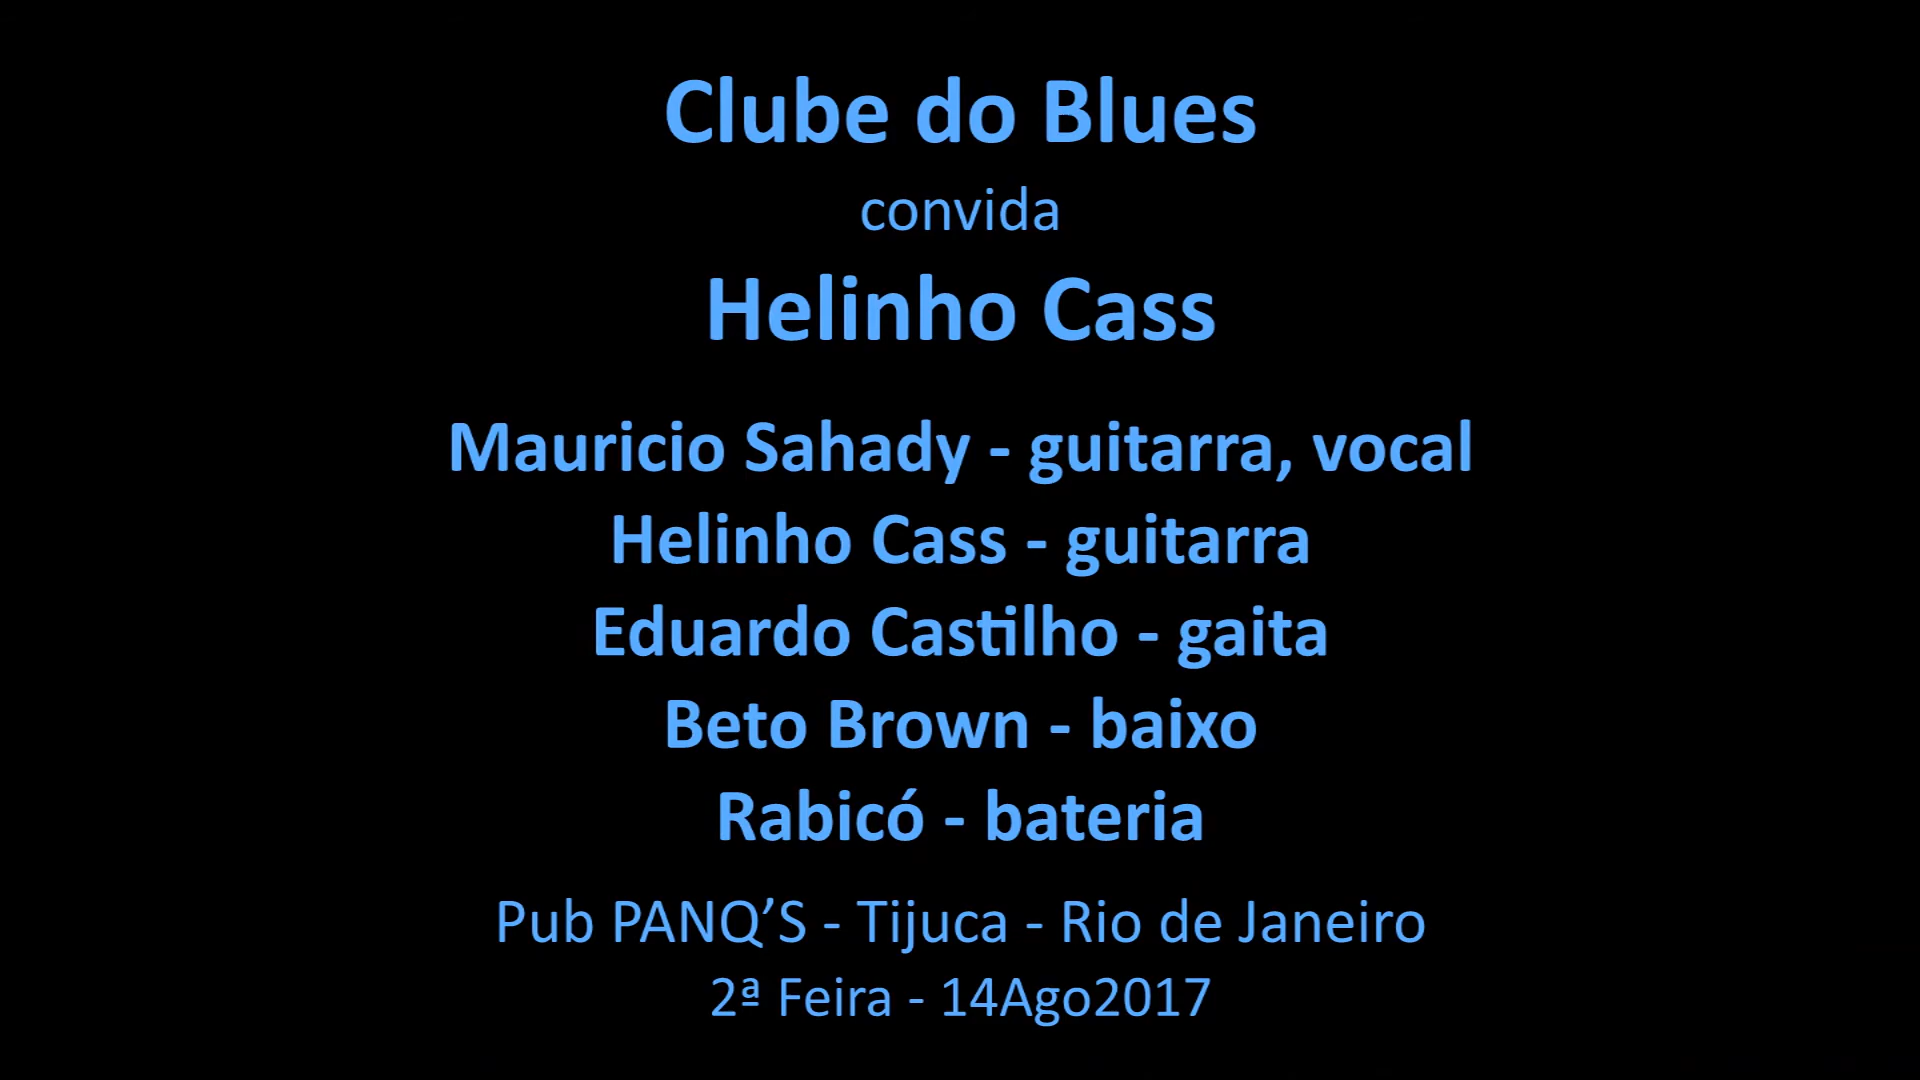 Clube do Blues
convida
Helinho Cass
Mauricio Sahady - guitarra, vocal
Helinho Cass - guitarra
Eduardo Castilho - gaita
Beto Brown - baixo
Rabicó - bateria
Pub PANQ’S - Tijuca - Rio de Janeiro
2ª Feira - 14Ago2017